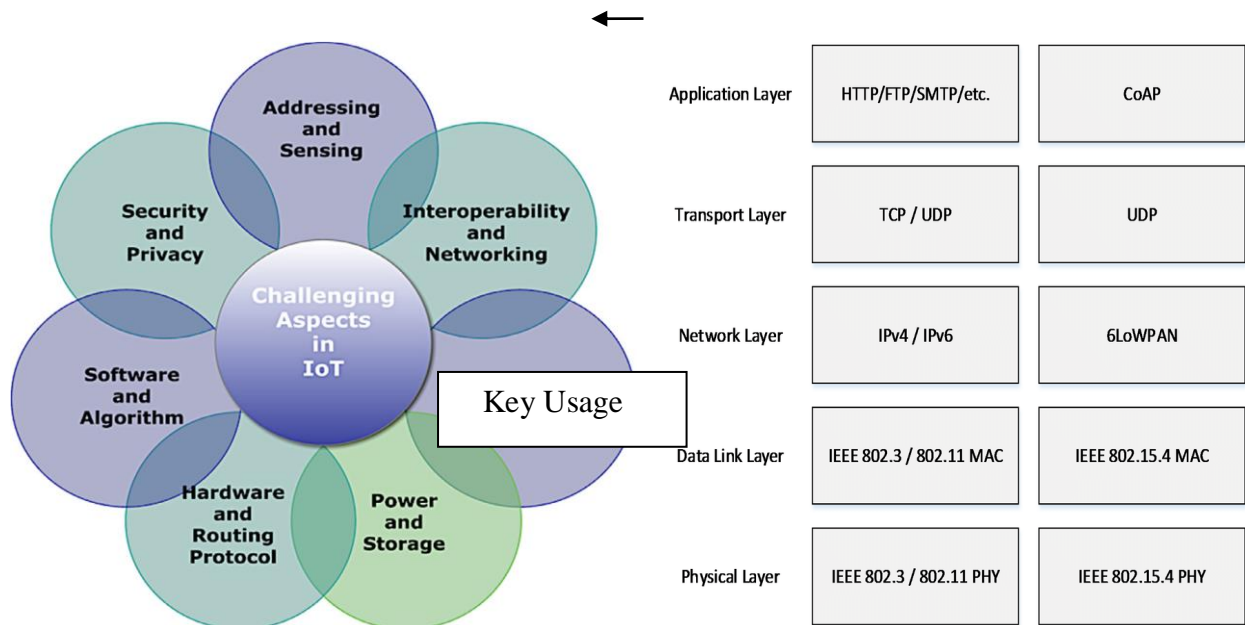 Addressing
and
Sensing
Security
and
Privacy
Interoperability
and
Networking
Challenging
Aspects
in
IoT
Software
and
Algorithm
Key Usage
Hardware
and
Routing
Protocol
Power
and
Storage
Application Layer
HTTP/FTP/SMTP/etc.
CoAP
Transport Layer
TCP / UDP
UDP
Network Layer
IPv4 / IPv6
6LoWPAN
Data Link Layer
IEEE 802.3 / 802.11 MAC
IEEE 802.15.4 MAC
Physical Layer
IEEE 802.3 / 802.11 PHY
IEEE 802.15.4 PHY